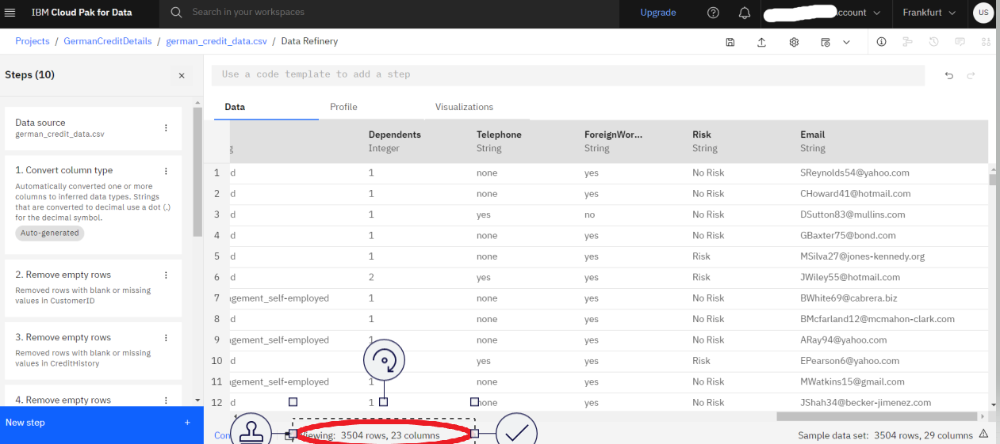 IBM Cloud Pak for Data
Search in your workspaces
Upgrade
ccount
Frankfurt
US
Projects / GermanCreditDetails / german_credit_data.csv / Data Refinery
Steps (10)
Use a code template to add a step
Data Profile Visualizations
Data source
german_credit_data.csv
1. Convert column type
Automatically converted one or more
columns to inferred data types. Strings
that are converted to decimal use a dot (.)
for the decimal symbol.
Auto-generated
2. Remove empty rows
Removed rows with blank or missing
values in CustomerID
3. Remove empty rows
Removed rows with blank or missing
values in CreditHistory
4. Remove empty rows
New step +
Dependents Telephone ForeignWor... Risk Email
g Integer String String String String
1 d 1 none yes No Risk SReynolds54@yahoo.com
2 d 1 none yes No Risk CHoward41@hotmail.com
3 d 1 yes no No Risk DSutton83@mullins.com
4 d 1 none yes No Risk GBaxter75@bond.com
5 d 1 none yes Risk MSilva27@jones-kennedy.org
6 d 2 yes yes Risk JWiley55@hotmail.com
7 agement_self-employed 1 none yes No Risk BWhite69@cabrera.biz
8 d 1 none yes No Risk BMcfarland12@mcmahon-clark.com
9 agement_self-employed 1 none yes No Risk ARay94@yahoo.com
10 d yes yes Risk EPearson6@yahoo.com
11 agement_self-employed 1 none yes No Risk MWatkins15@gmail.com
12 d 1 none yes No Risk JShah34@becker-jimenez.com
Con
Viewing: 3504 rows, 23 columns
Sample data set: 3504 rows, 29 columns